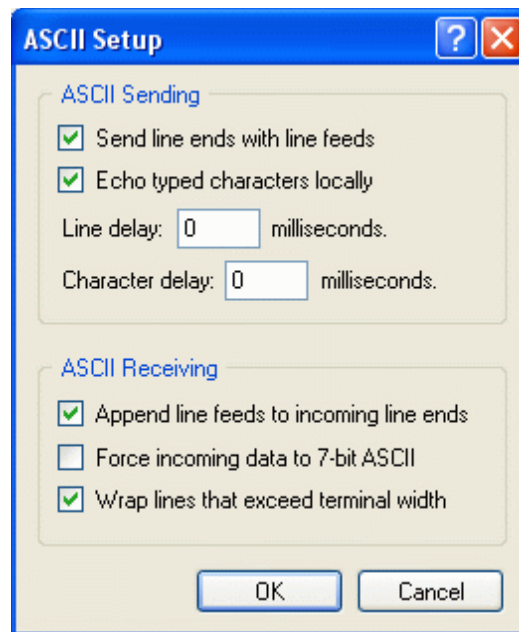 ASCII Setup
ASCII Sending
Send line ends with line feeds
Echo typed characters locally
Line delay: 0 milliseconds.
Character delay: 0 milliseconds.
ASCII Receiving
Append line feeds to incoming line ends
Force incoming data to 7-bit ASCII
Wrap lines that exceed terminal width
OK Cancel